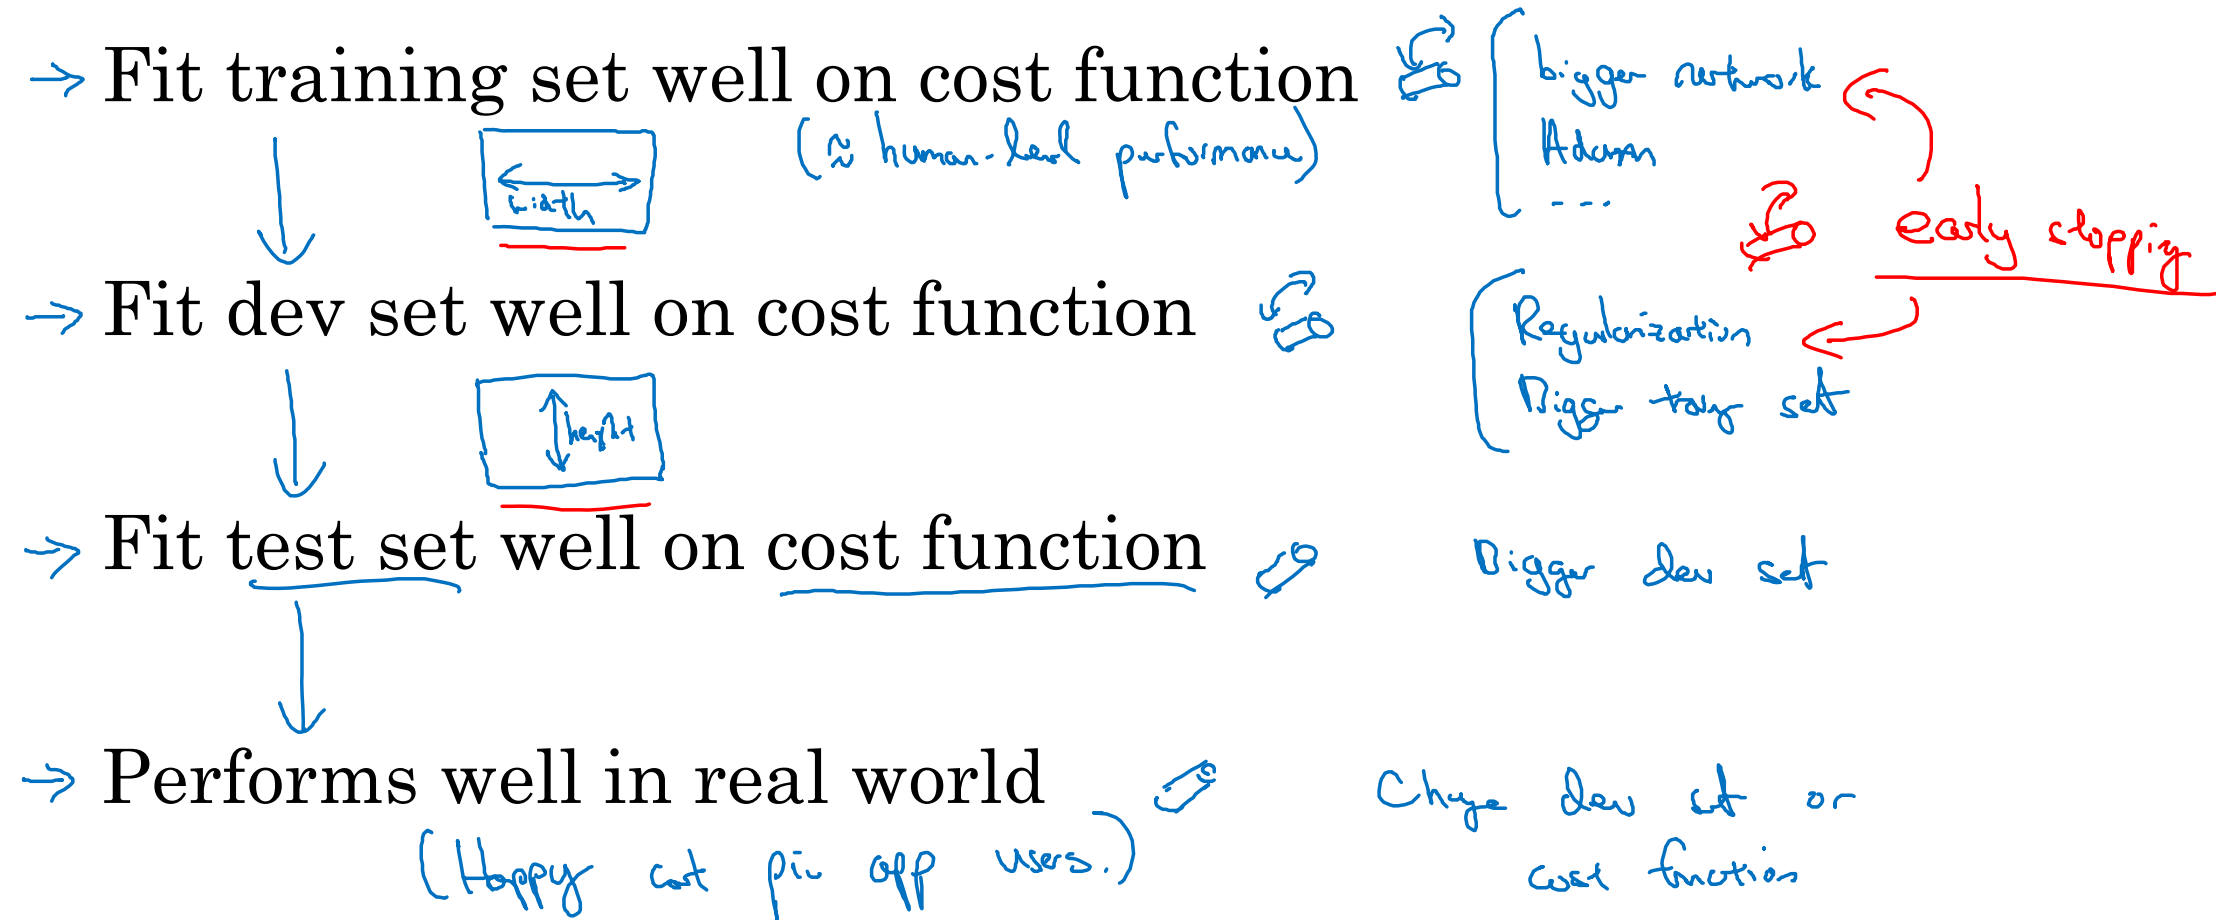 → Fit training set well on cost function
bigger network
Adam
...
(≈ human-level performance)
width
early stopping
→ Fit dev set well on cost function
Regularization
Bigger set
height
→ Fit test set well on cost function
Bigger dev set
→ Performs well in real world
Change dev set or
cost function
(Happy cat pic app users.)